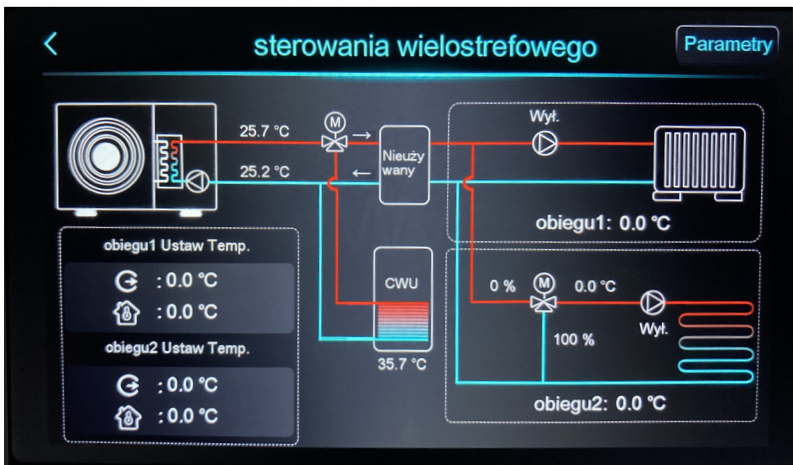 sterowania wielostrefowego
Parametry
25.7 °C
M
→
25.2 °C
←
Nieuży
wany
Wył.
obiegu1: 0.0 °C
obiegu1 Ustaw Temp.
: 0.0 °C
: 0.0 °C
obiegu2 Ustaw Temp.
: 0.0 °C
: 0.0 °C
CWU
35.7 °C
0 %
M
0.0 °C
100 %
Wył.
obiegu2: 0.0 °C